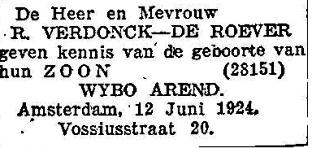 De Heer en Mevrouw
R. VERDONCK—DE ROEVER
geven kennis van de geboorte van
hun ZOON (28151)
WYBO AREND.
Amsterdam, 12 Juni 1924.
Vossiusstraat 20.